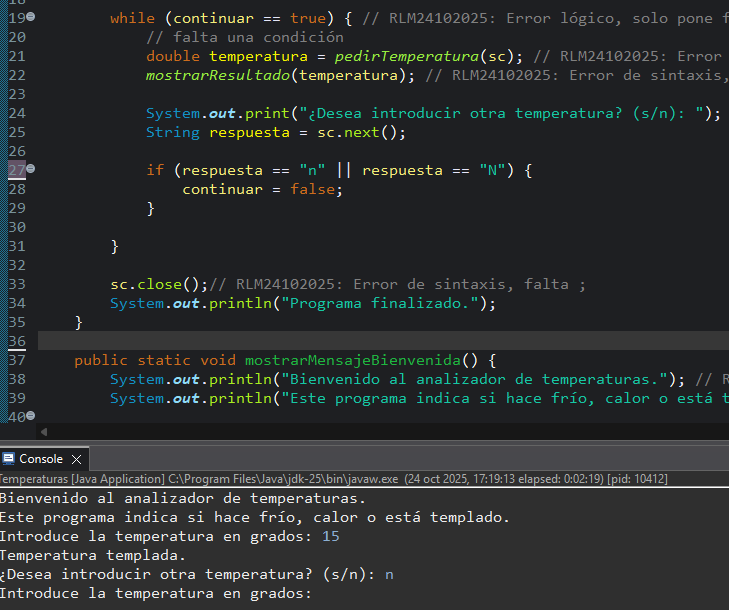 19 while (continuar == true) { // RLM24102025: Error lógico, solo pone
20 // falta una condición
21 double temperatura = pedirTemperatura(sc); // RLM24102025: Error
22 mostrarResultado(temperatura); // RLM24102025: Error de sintaxis,
23
24 System.out.print("¿Desea introducir otra temperatura? (s/n): ");
25 String respuesta = sc.next();
26
27 if (respuesta == "n" || respuesta == "N") {
28 continuar = false;
29 }
30
31 }
32
33 sc.close();// RLM24102025: Error de sintaxis, falta ;
34 System.out.println("Programa finalizado.");
35 }
36
37 public static void mostrarMensajeBienvenida() {
38 System.out.println("Bienvenido al analizador de temperaturas."); // R
39 System.out.println("Este programa indica si hace frío, calor o está t
40
Console
Temperaturas [Java Application] C:\Program Files\Java\jdk-25\bin\javaw.exe (24 oct 2025, 17:19:13 elapsed: 0:02:19) [pid: 10412]
Bienvenido al analizador de temperaturas.
Este programa indica si hace frío, calor o está templado.
Introduce la temperatura en grados: 15
Temperatura templada.
¿Desea introducir otra temperatura? (s/n): n
Introduce la temperatura en grados: